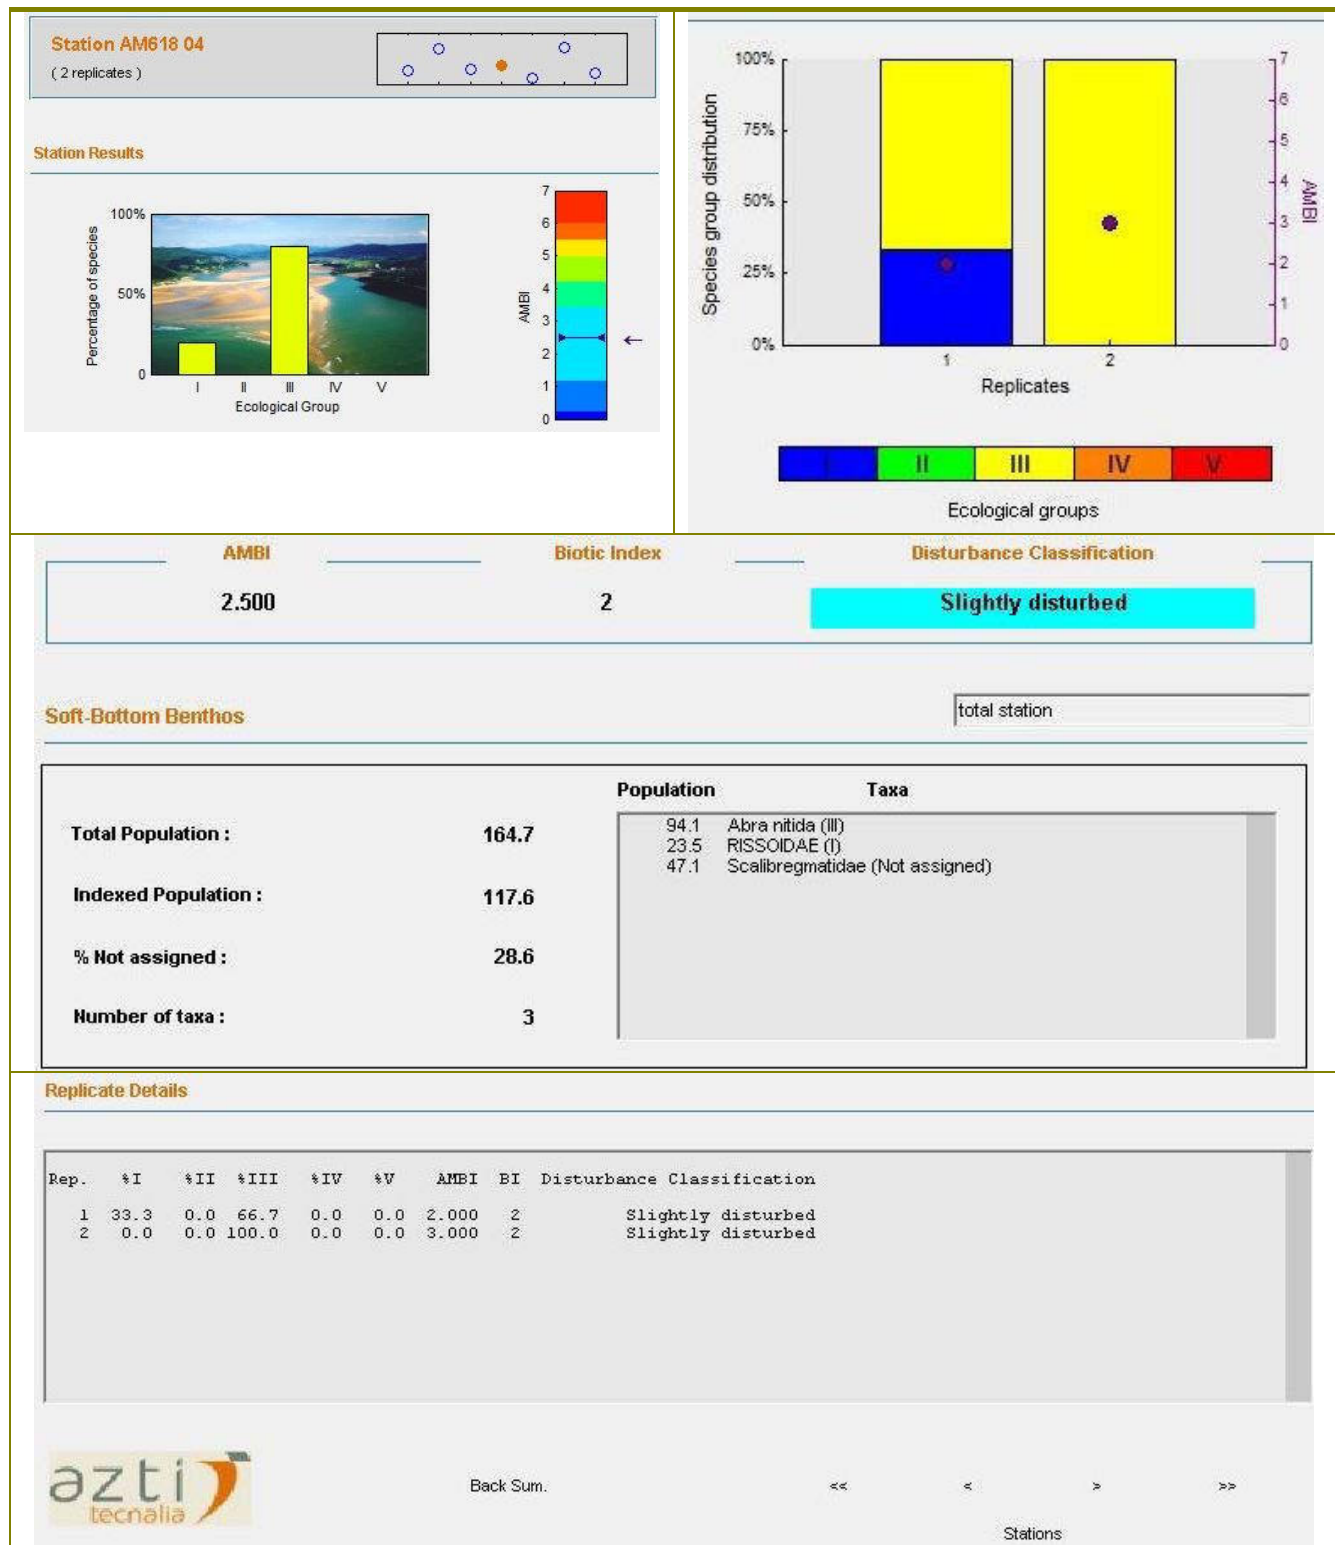 Station AM618 04
( 2 replicates )
Station Results
Percentage of species
100%
50%
0
I II III IV V
Ecological Group
AMBI
7
6
5
4
3
2
1
0
←
Species group distribution
100%
75%
50%
25%
0%
1 2
Replicates
7
6
5
4
3
2
1
0
AMBI
I II III IV V
Ecological groups
AMBI Biotic Index Disturbance Classification
2.500 2 Slightly disturbed
Soft-Bottom Benthos
total station
Population Taxa
Total Population : 164.7
Indexed Population : 117.6
% Not assigned : 28.6
Number of taxa : 3
94.1 Abra nitida (III)
23.5 RISSOIDAE (I)
47.1 Scalibregmatidae (Not assigned)
Replicate Details
Rep. %I %II %III %IV %V AMBI BI Disturbance Classification
1 33.3 0.0 66.7 0.0 0.0 2.000 2 Slightly disturbed
2 0.0 0.0 100.0 0.0 0.0 3.000 2 Slightly disturbed
azti
tecnalia
Back Sum. << < > >>
Stations